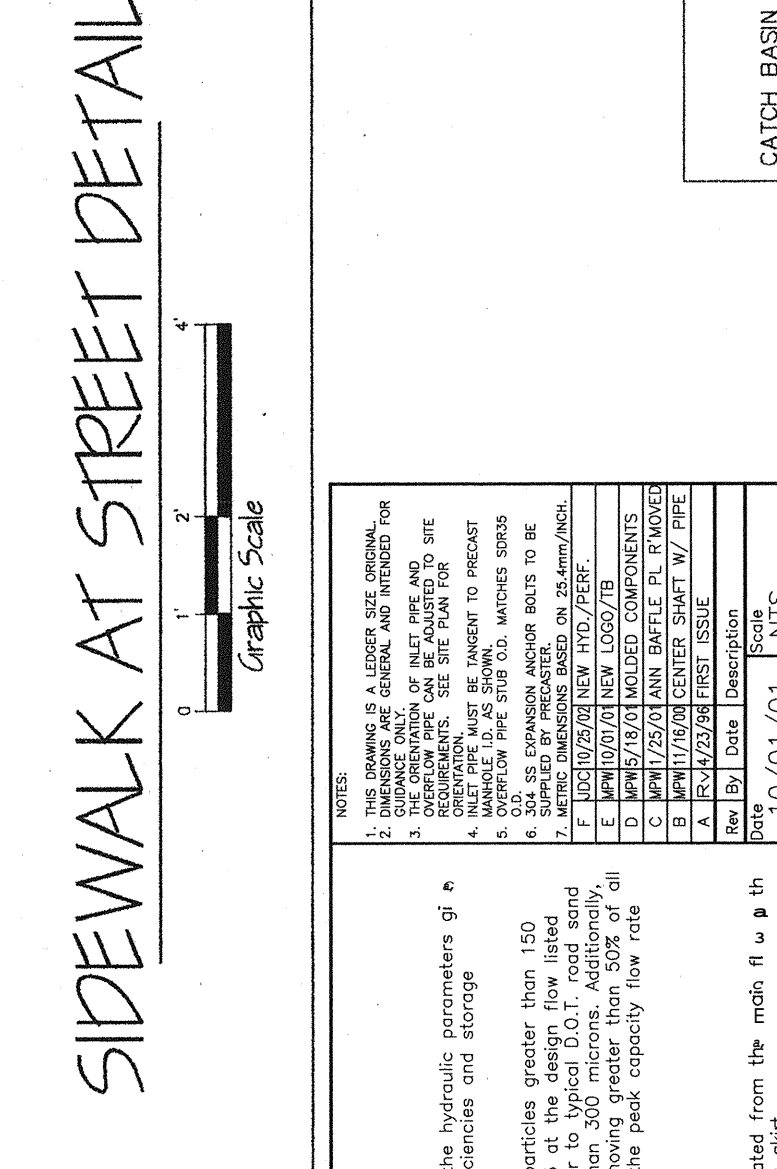 SIDEWALK AT STREET DETAIL
0 1' 2' 4'
Graphic Scale
NOTES:
1. THIS DRAWING IS A LEDGER SIZE ORIGINAL.
2. DIMENSIONS ARE GENERAL AND INTENDED FOR
GUIDANCE ONLY.
3. THE ORIENTATION OF INLET PIPE AND
OVERFLOW PIPE CAN BE ADJUSTED TO SITE
REQUIREMENTS. SEE SITE PLAN FOR
ORIENTATION.
4. INLET PIPE MUST BE TANGENT TO PRECAST
MANHOLE I.D. AS SHOWN.
5. OVERFLOW PIPE STUB O.D. MATCHES SDR35
O.D.
6. 304 SS EXPANSION ANCHOR BOLTS TO BE
SUPPLIED BY PRECASTER.
7. METRIC DIMENSIONS BASED ON 25.4mm/INCH.
F JDC 10/25/02 NEW HYD./PERF.
E MPW 10/01/01 NEW LOGO/TB
D MPW 5/18/01 MOLDED COMPONENTS
C MPW 1/25/01 ANN BAFFLE PL R'MOVED
B MPW 11/16/00 CENTER SHAFT W/ PIPE
A Rv 4/23/96 FIRST ISSUE
Rev By Date Description
Date Scale
10/01/01 NTS
the hydraulic parameters
ciencies and storage
particles greater than 150
at the design flow listed
r to typical D.O.T. road sand
han 300 microns. Additionally,
moving greater than 50% of all
the peak capacity flow rate
ated from the main
skirt
CATCH BASIN